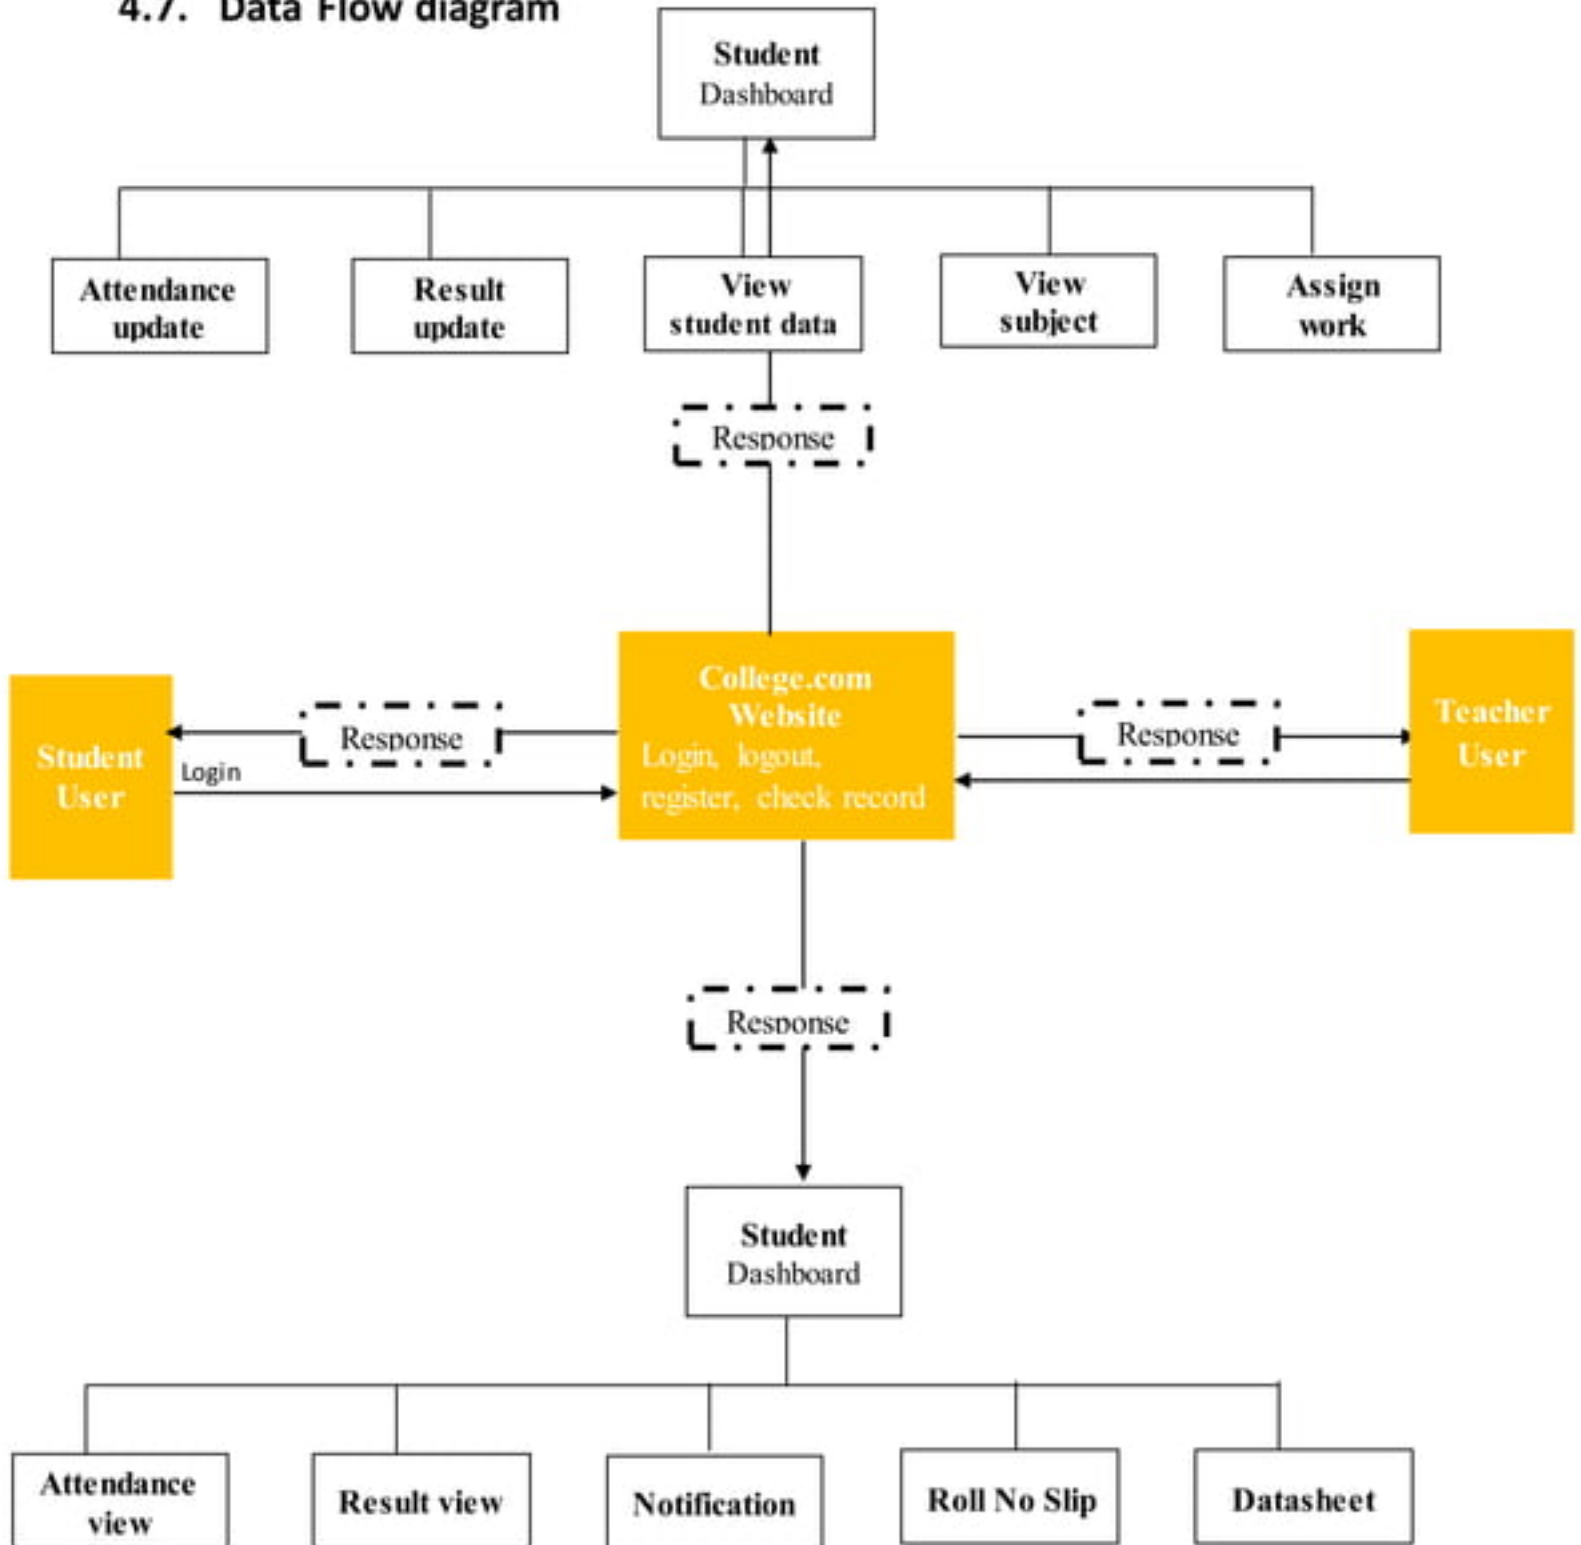 4.7. Data Flow diagram
Student
Dashboard
Attendance
update
Result
update
View
student data
View
subject
Assign
work
Response
College.com
Website
Login, logout,
register, check record
Student
User
Response
Login
Response
Teacher
User
Response
Student
Dashboard
Attendance
view
Result view
Notification
Roll No Slip
Datasheet